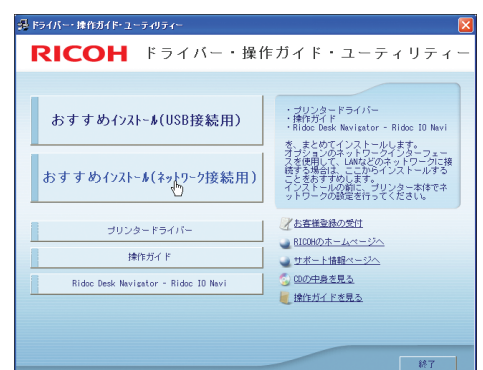 ドライバー・操作ガイド・ユーティリティー
RICOH ドライバー・操作ガイド・ユーティリティー
おすすめｲﾝｽﾄｰﾙ(USB接続用)
おすすめｲﾝｽﾄｰﾙ(ﾈｯﾄﾜｰｸ接続用)
プリンタードライバー
操作ガイド
Ridoc Desk Navigator - Ridoc IO Navi
・プリンタードライバー
・操作ガイド
・Ridoc Desk Navigator - Ridoc IO Navi
を、まとめてインストールします。
オプションのネットワークインターフェー
スを使用して、LANなどのネットワークに接
続する場合は、ここからインストールする
ことをおすすめします。
インストールの前に、プリンター本体でネ
ットワークの設定を行ってください。
お客様登録の受付
RICOHのホームページへ
サポート情報ページへ
CDの中身を見る
操作ガイドを見る
終了